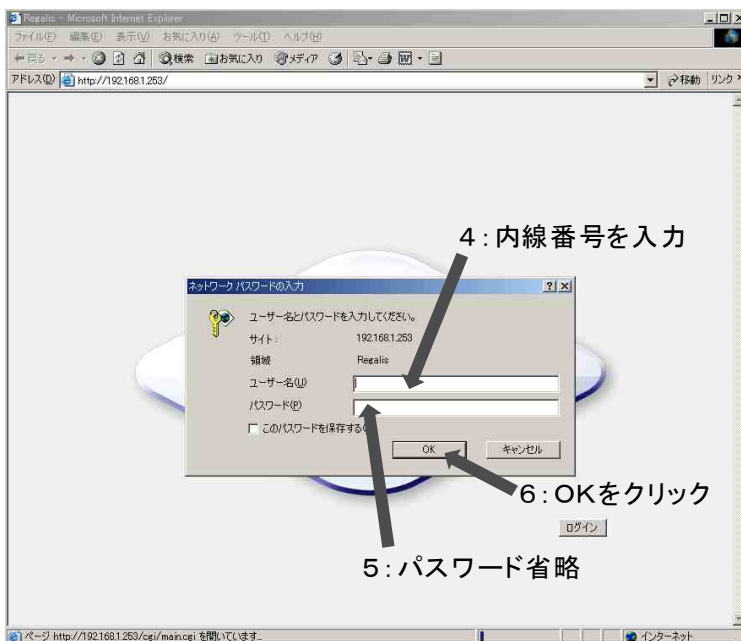 Regalis - Microsoft Internet Explorer
ファイル(F) 編集(E) 表示(V) お気に入り(A) ツール(T) ヘルプ(H)
戻る 検索 お気に入り メディア
アドレス(D) http://192.168.1.253/ 移動 リンク
4:内線番号を入力
ネットワーク パスワードの入力
ユーザー名とパスワードを入力してください。
サイト: 192.168.1.253
領域 Regalis
ユーザー名(U)
パスワード(P)
このパスワードを保存する(
OK キャンセル
6:OKをクリック
ログイン
5:パスワード省略
ページ http://192.168.1.253/cgi/main.cgi を開いています... インターネット